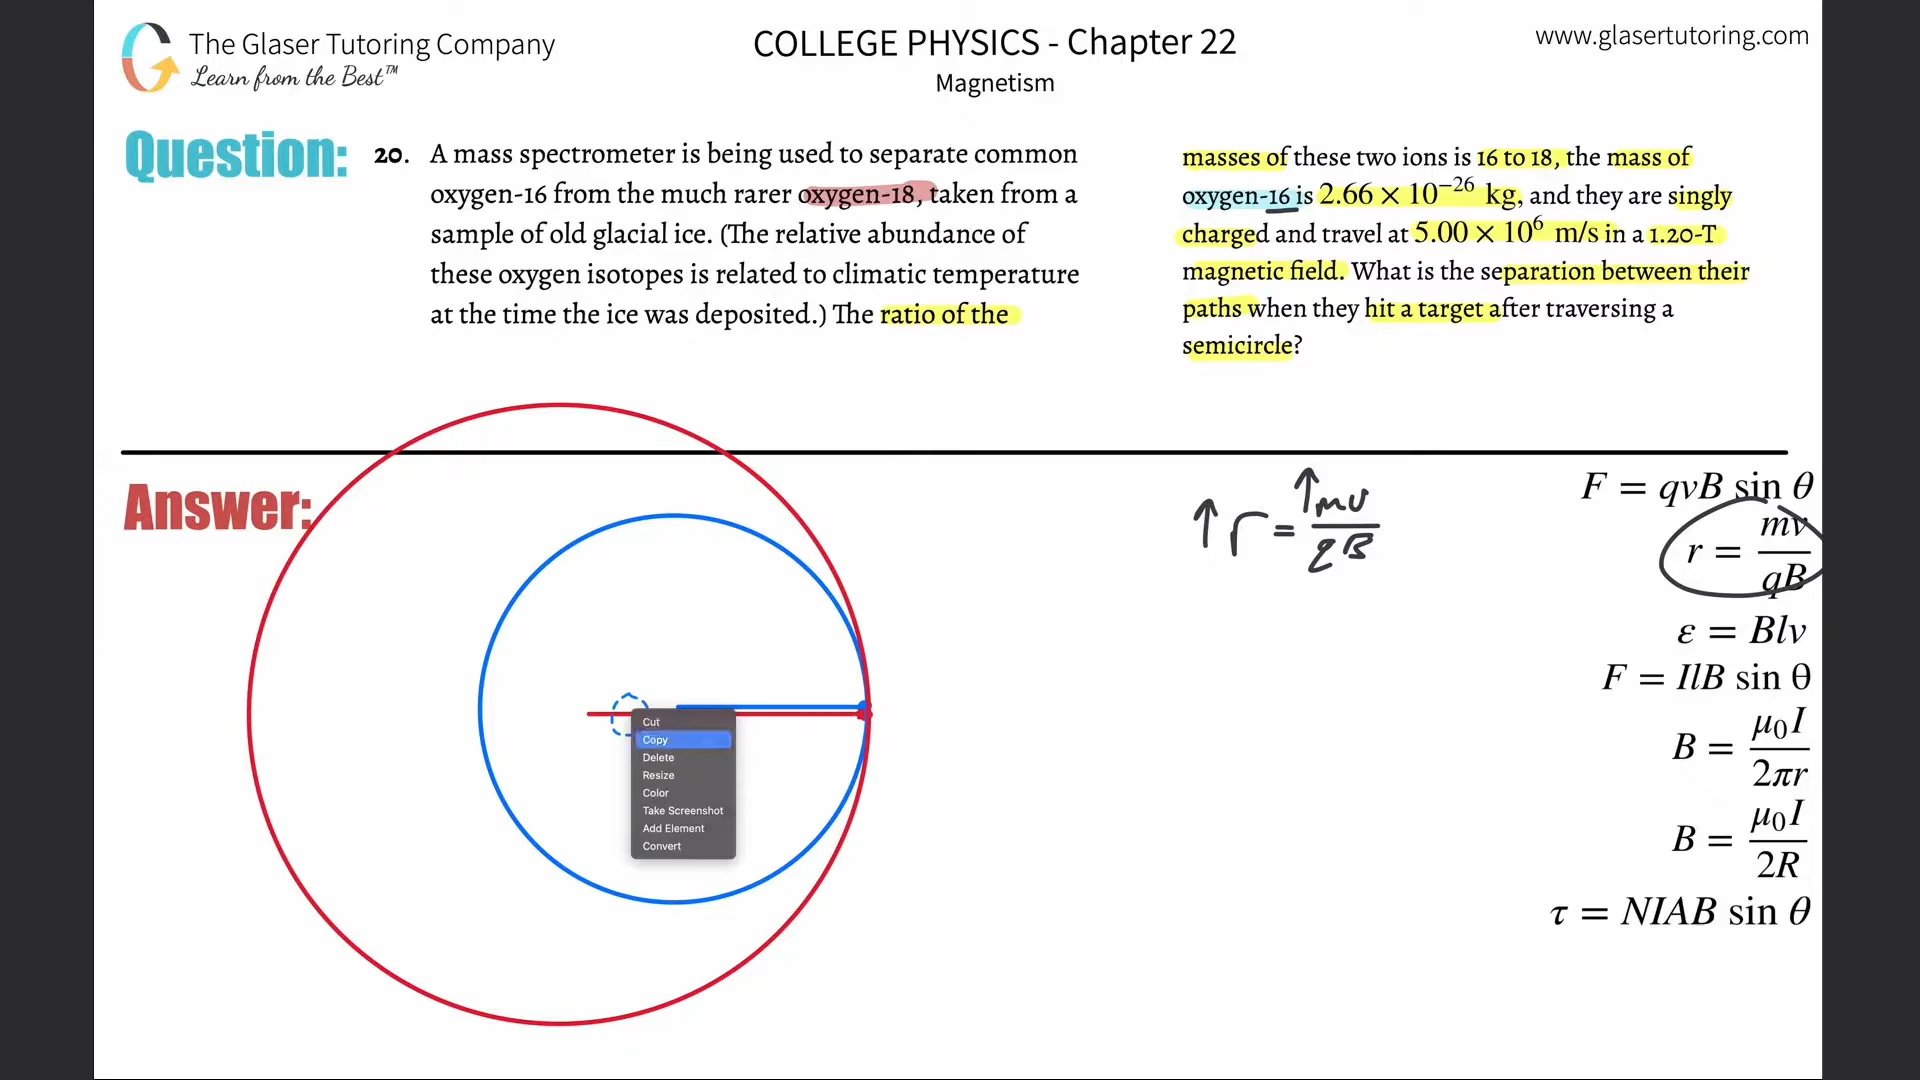 The Glaser Tutoring Company
Learn from the Best™
COLLEGE PHYSICS - Chapter 22
Magnetism
www.glasertutoring.com
Question:
20. A mass spectrometer is being used to separate common
oxygen-16 from the much rarer oxygen-18, taken from a
sample of old glacial ice. (The relative abundance of
these oxygen isotopes is related to climatic temperature
at the time the ice was deposited.) The ratio of the
masses of these two ions is 16 to 18, the mass of
oxygen-16 is 2.66 × 10⁻²⁶ kg, and they are singly
charged and travel at 5.00 × 10⁶ m/s in a 1.20-T
magnetic field. What is the separation between their
paths when they hit a target after traversing a
semicircle?
Answer:
↑ r = ↑mv / qB
F = qvB sin θ
r = mv / qB
ε = Blv
F = IlB sin θ
B = μ₀I / 2πr
B = μ₀I / 2R
τ = NIAB sin θ
Cut
Copy
Delete
Resize
Color
Take Screenshot
Add Element
Convert